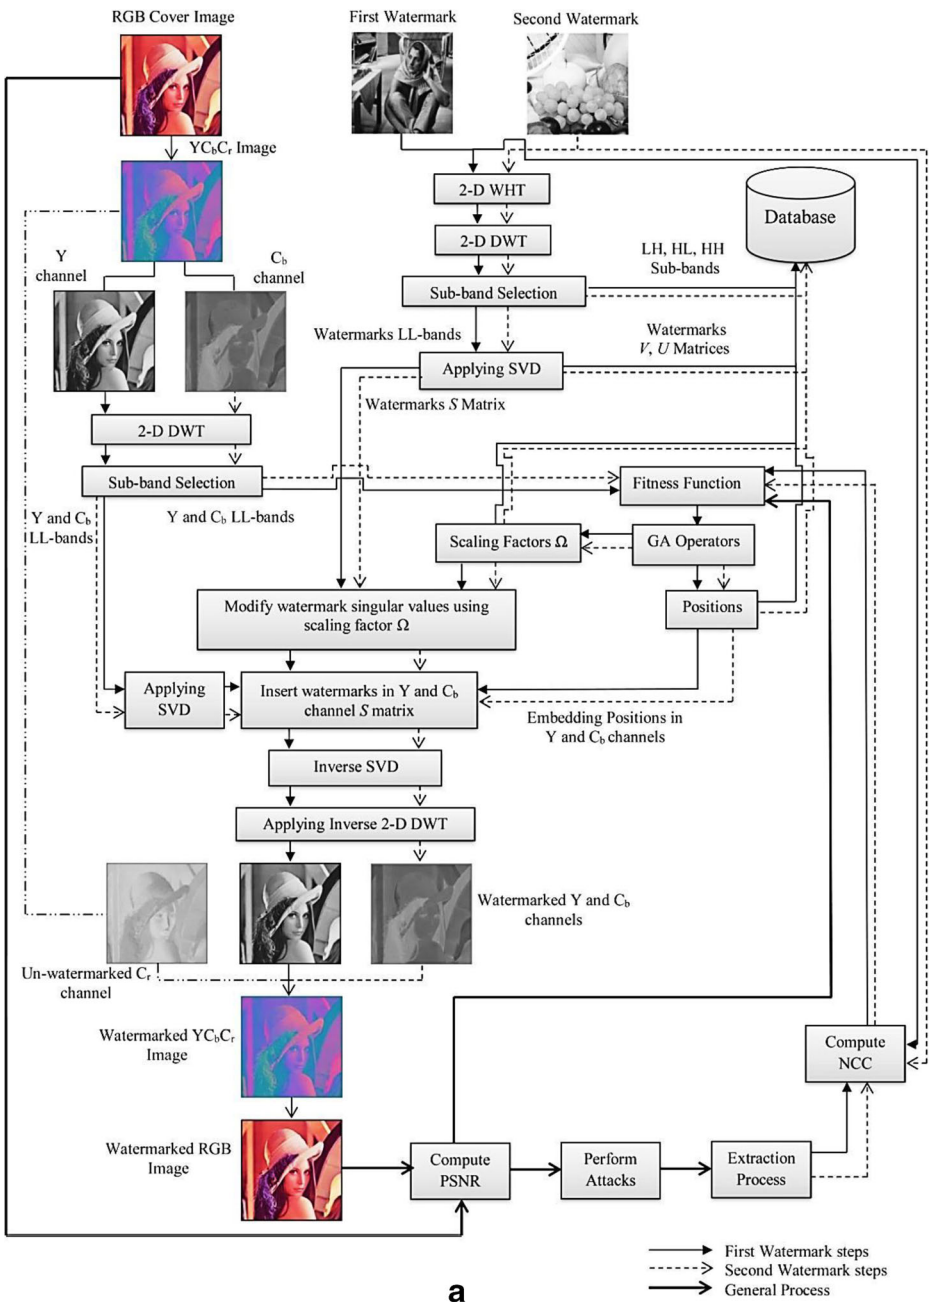 RGB Cover Image
First Watermark
Second Watermark
YCbCr Image
2-D WHT
Database
2-D DWT
LH, HL, HH
Sub-bands
Y
channel
Cb
channel
Sub-band Selection
Watermarks LL-bands
Watermarks
V, U Matrices
Applying SVD
Watermarks S Matrix
2-D DWT
Sub-band Selection
Fitness Function
Y and Cb
LL-bands
Y and Cb LL-bands
Scaling Factors Ω
GA Operators
Modify watermark singular values using
scaling factor Ω
Positions
Applying
SVD
Insert watermarks in Y and Cb
channel S matrix
Embedding Positions in
Y and Cb channels
Inverse SVD
Applying Inverse 2-D DWT
Watermarked Y and Cb
channels
Un-watermarked Cr
channel
Watermarked YCbCr
Image
Compute
NCC
Watermarked RGB
Image
Compute
PSNR
Perform
Attacks
Extraction
Process
First Watermark steps
Second Watermark steps
General Process
a